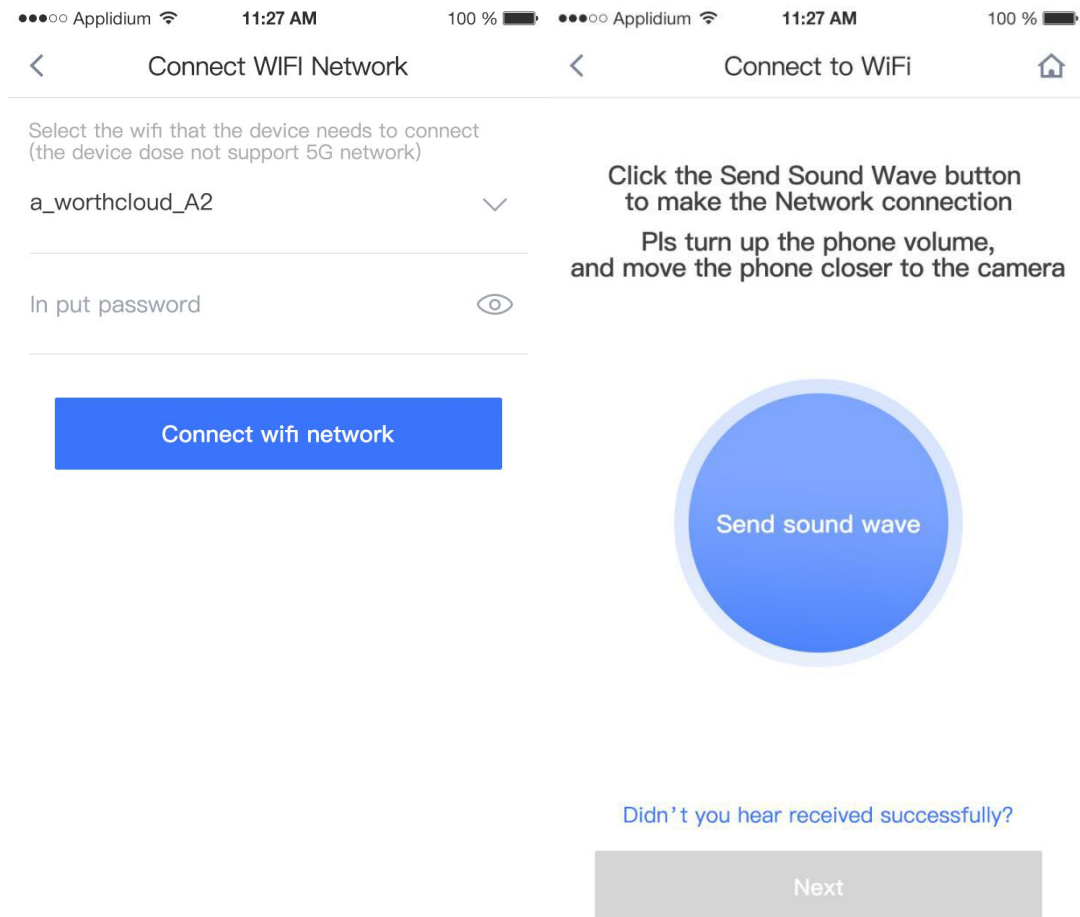 Applidium 11:27 AM 100 %
Connect WIFI Network
Select the wifi that the device needs to connect
(the device dose not support 5G network)
a_worthcloud_A2
In put password
Connect wifi network
Applidium 11:27 AM 100 %
Connect to WiFi
Click the Send Sound Wave button
to make the Network connection
Pls turn up the phone volume,
and move the phone closer to the camera
Send sound wave
Didn't you hear received successfully?
Next